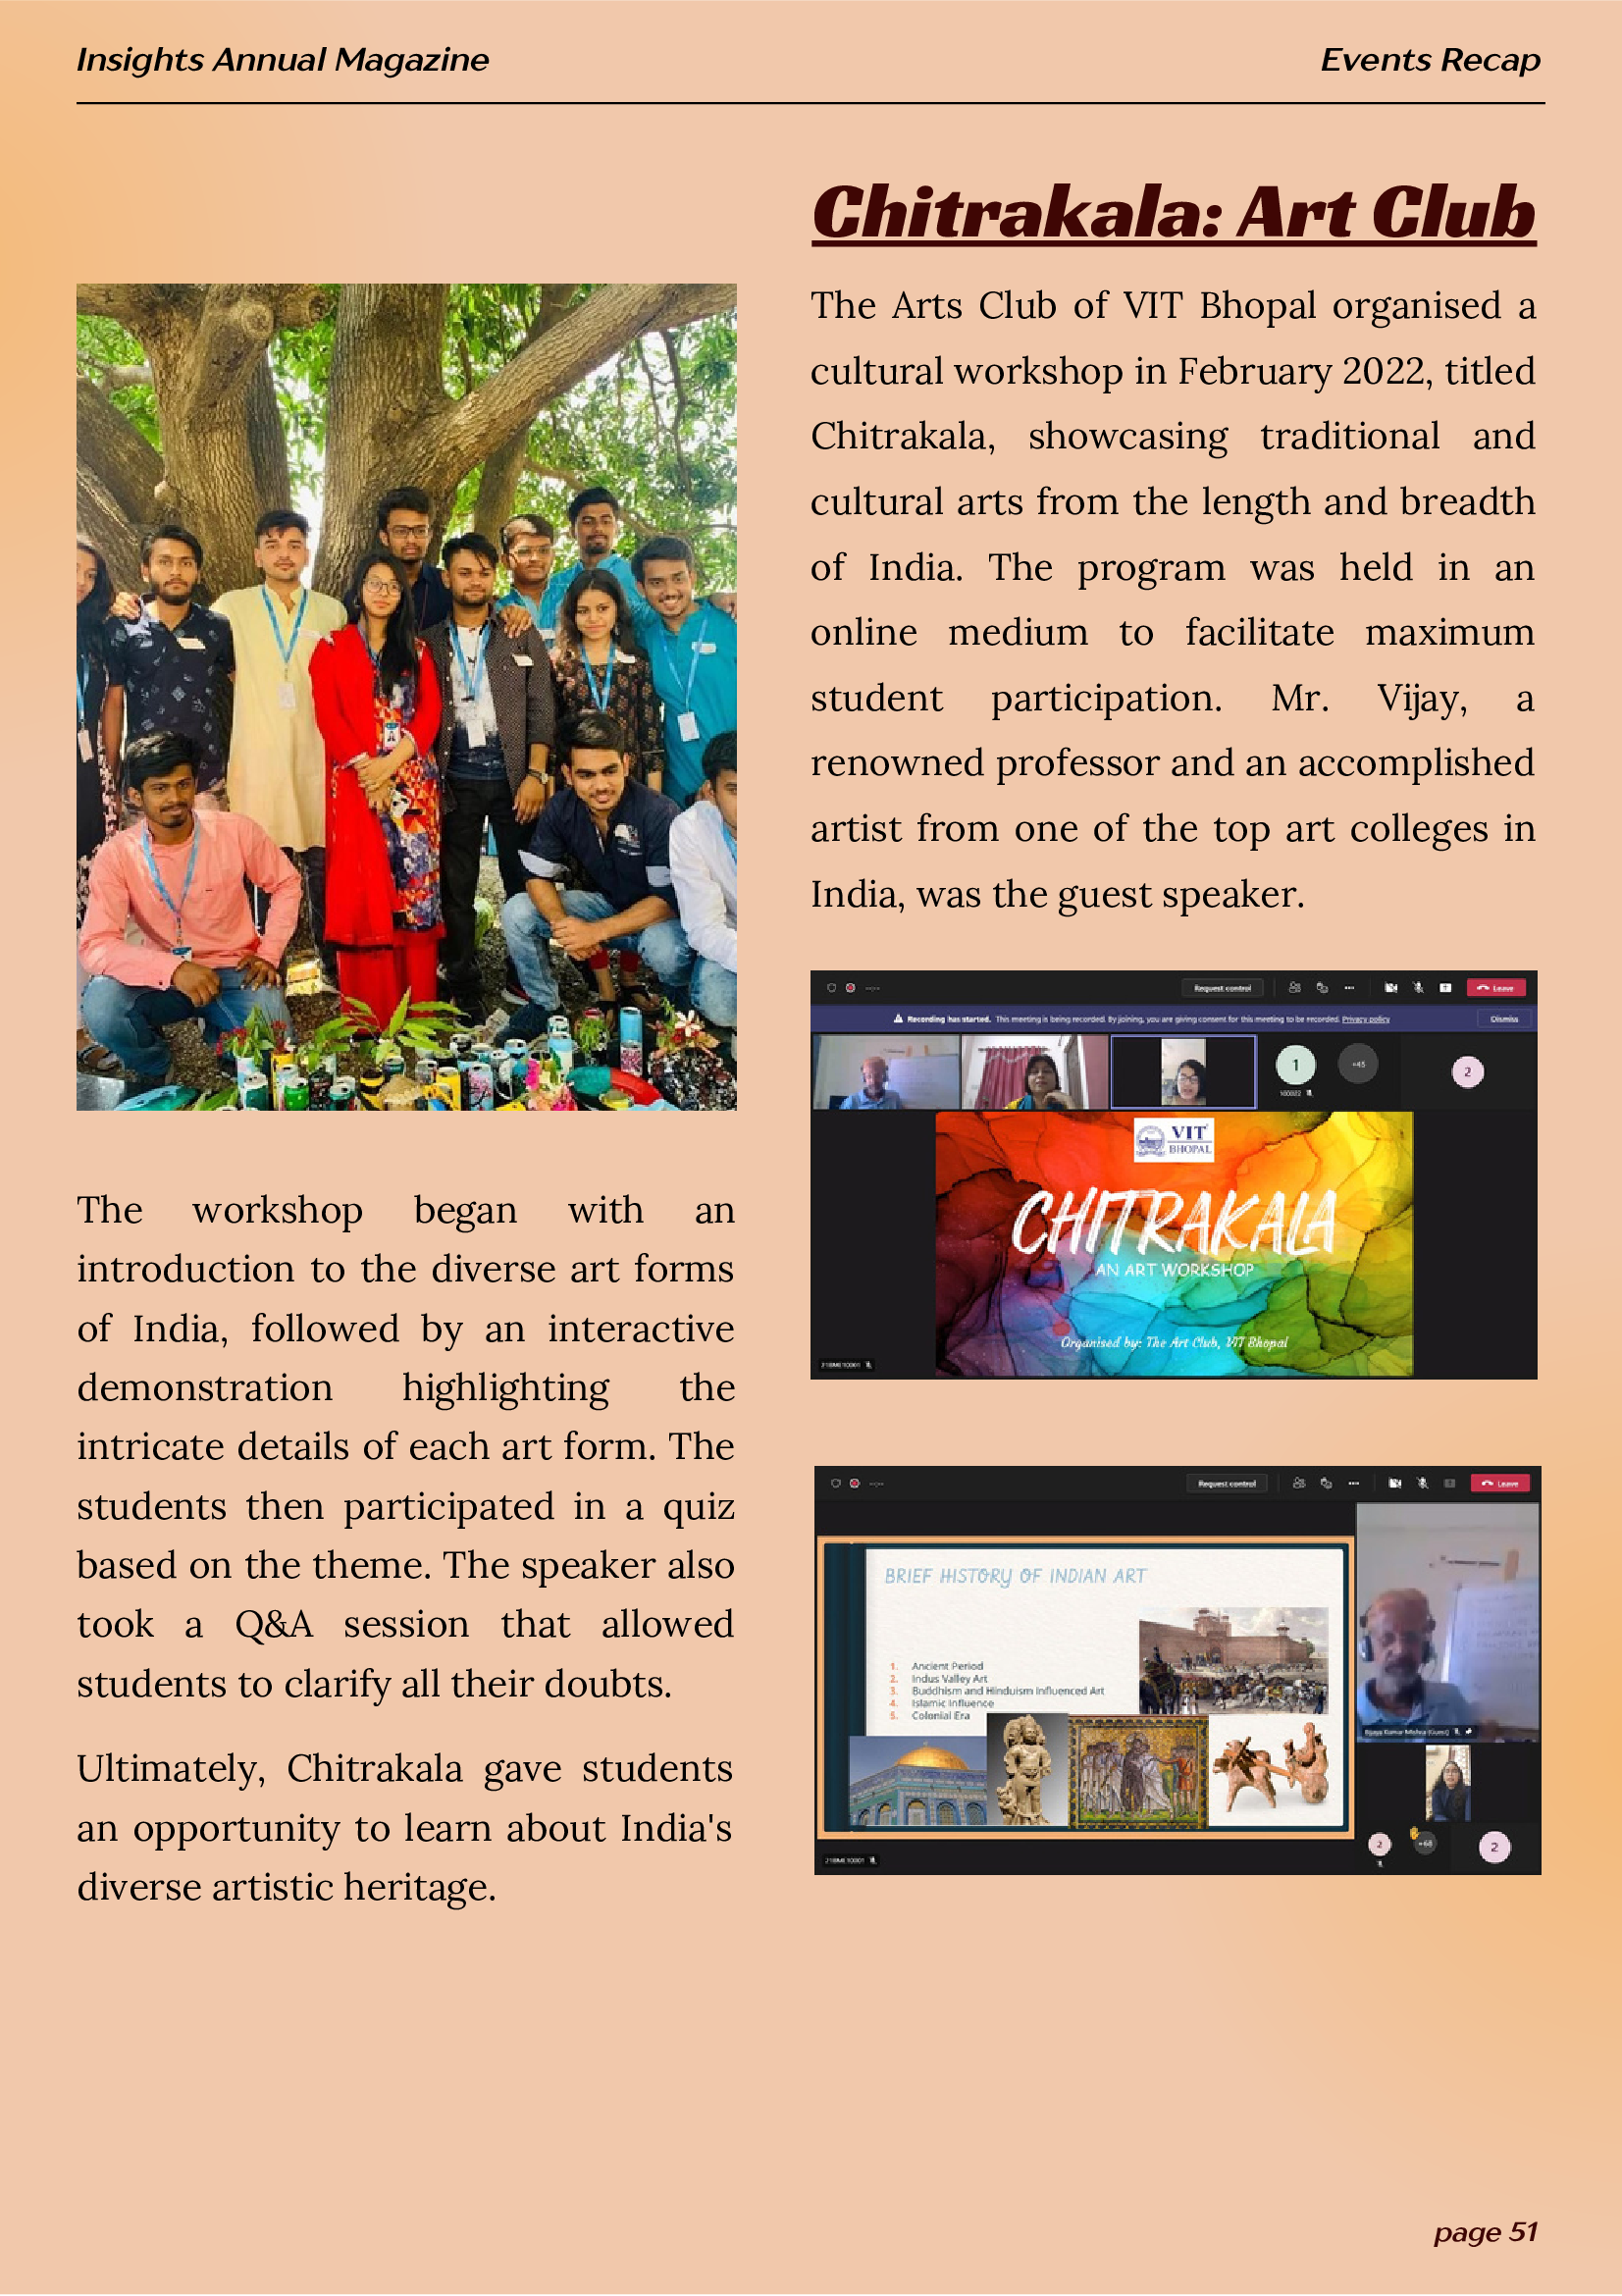 Insights Annual Magazine
Events Recap
Chitrakala: Art Club
The Arts Club of VIT Bhopal organised a
cultural workshop in February 2022, titled
Chitrakala, showcasing traditional and
cultural arts from the length and breadth
of India. The program was held in an
online medium to facilitate maximum
student participation. Mr. Vijay, a
renowned professor and an accomplished
artist from one of the top art colleges in
India, was the guest speaker.
Request control
Leave
Recording has started. This meeting is being recorded. By joining, you are giving consent for this meeting to be recorded. Privacy policy
Dismiss
1
+45
2
100022
VIT
BHOPAL
CHITRAKALA
AN ART WORKSHOP
Organised by: The Art Club, VIT Bhopal
21BME10001
Request control
Leave
BRIEF HISTORY OF INDIAN ART
1. Ancient Period
2. Indus Valley Art
3. Buddhism and Hinduism Influenced Art
4. Islamic Influence
5. Colonial Era
Bijaya Kumar Mishra (Guest)
2
+68
2
21BME10001
The workshop began with an
introduction to the diverse art forms
of India, followed by an interactive
demonstration highlighting the
intricate details of each art form. The
students then participated in a quiz
based on the theme. The speaker also
took a Q&A session that allowed
students to clarify all their doubts.
Ultimately, Chitrakala gave students
an opportunity to learn about India's
diverse artistic heritage.
page 51